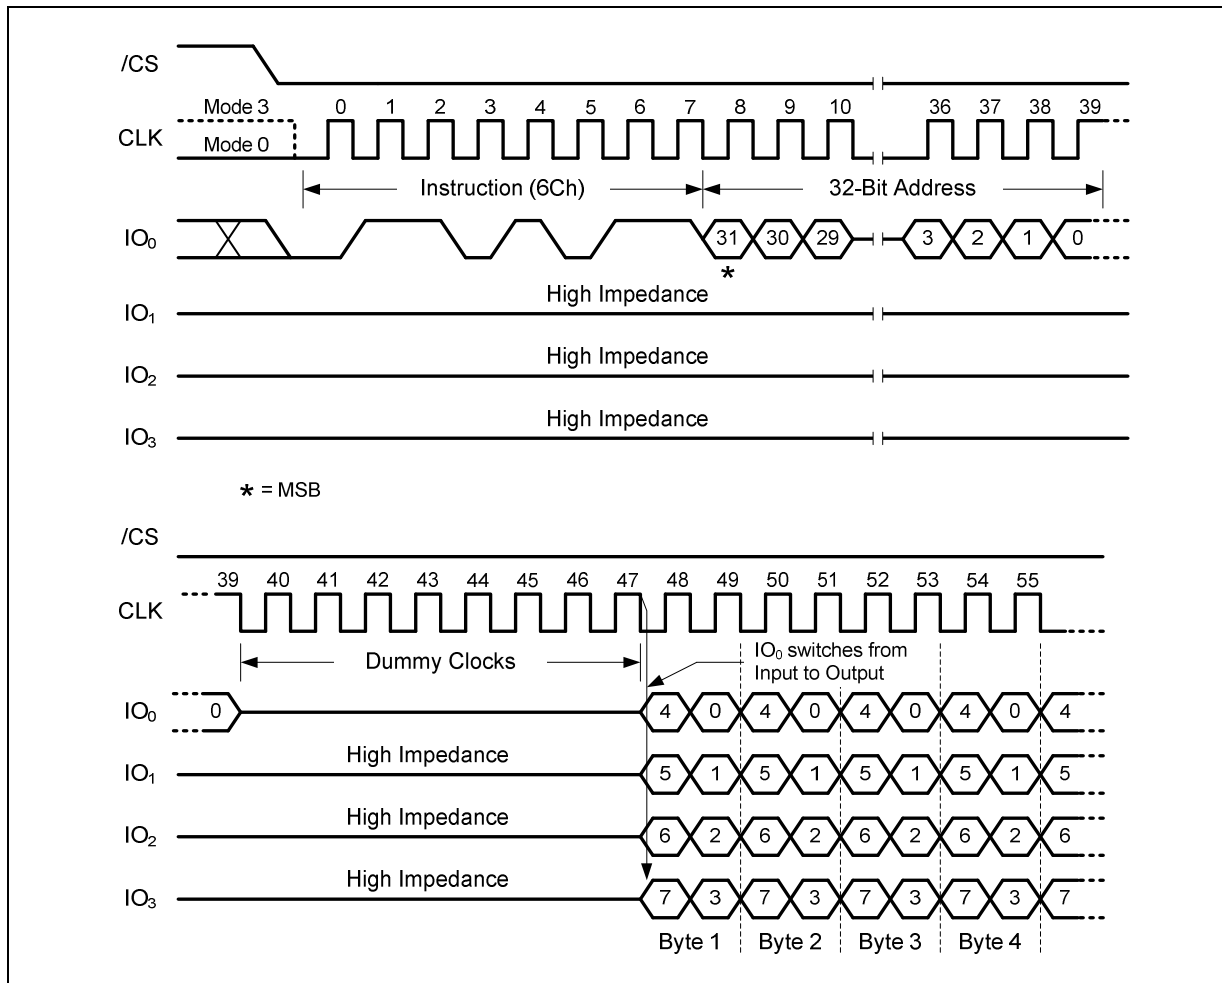 /CS
Mode 3 0 1 2 3 4 5 6 7 8 9 10 36 37 38 39
CLK
Mode 0
Instruction (6Ch) 32-Bit Address
IO₀ 31 30 29 3 2 1 0
*
High Impedance
IO₁
High Impedance
IO₂
High Impedance
IO₃
* = MSB
/CS
39 40 41 42 43 44 45 46 47 48 49 50 51 52 53 54 55
CLK
Dummy Clocks
IO₀ switches from
Input to Output
IO₀ 0 4 0 4 0 4 0 4 0 4
High Impedance
IO₁ 5 1 5 1 5 1 5 1 5
High Impedance
IO₂ 6 2 6 2 6 2 6 2 6
High Impedance
IO₃ 7 3 7 3 7 3 7 3 7
Byte 1 Byte 2 Byte 3 Byte 4